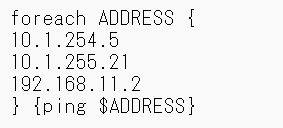 foreach ADDRESS {
10.1.254.5
10.1.255.21
192.168.11.2
} {ping $ADDRESS}